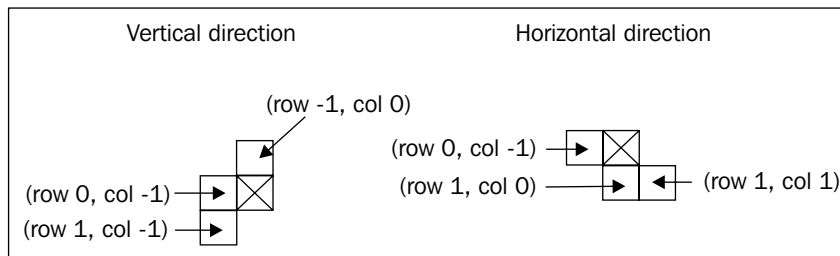 Vertical direction
Horizontal direction
(row -1, col 0)
(row 0, col -1)
(row 1, col -1)
(row 0, col -1)
(row 1, col 0)
(row 1, col 1)